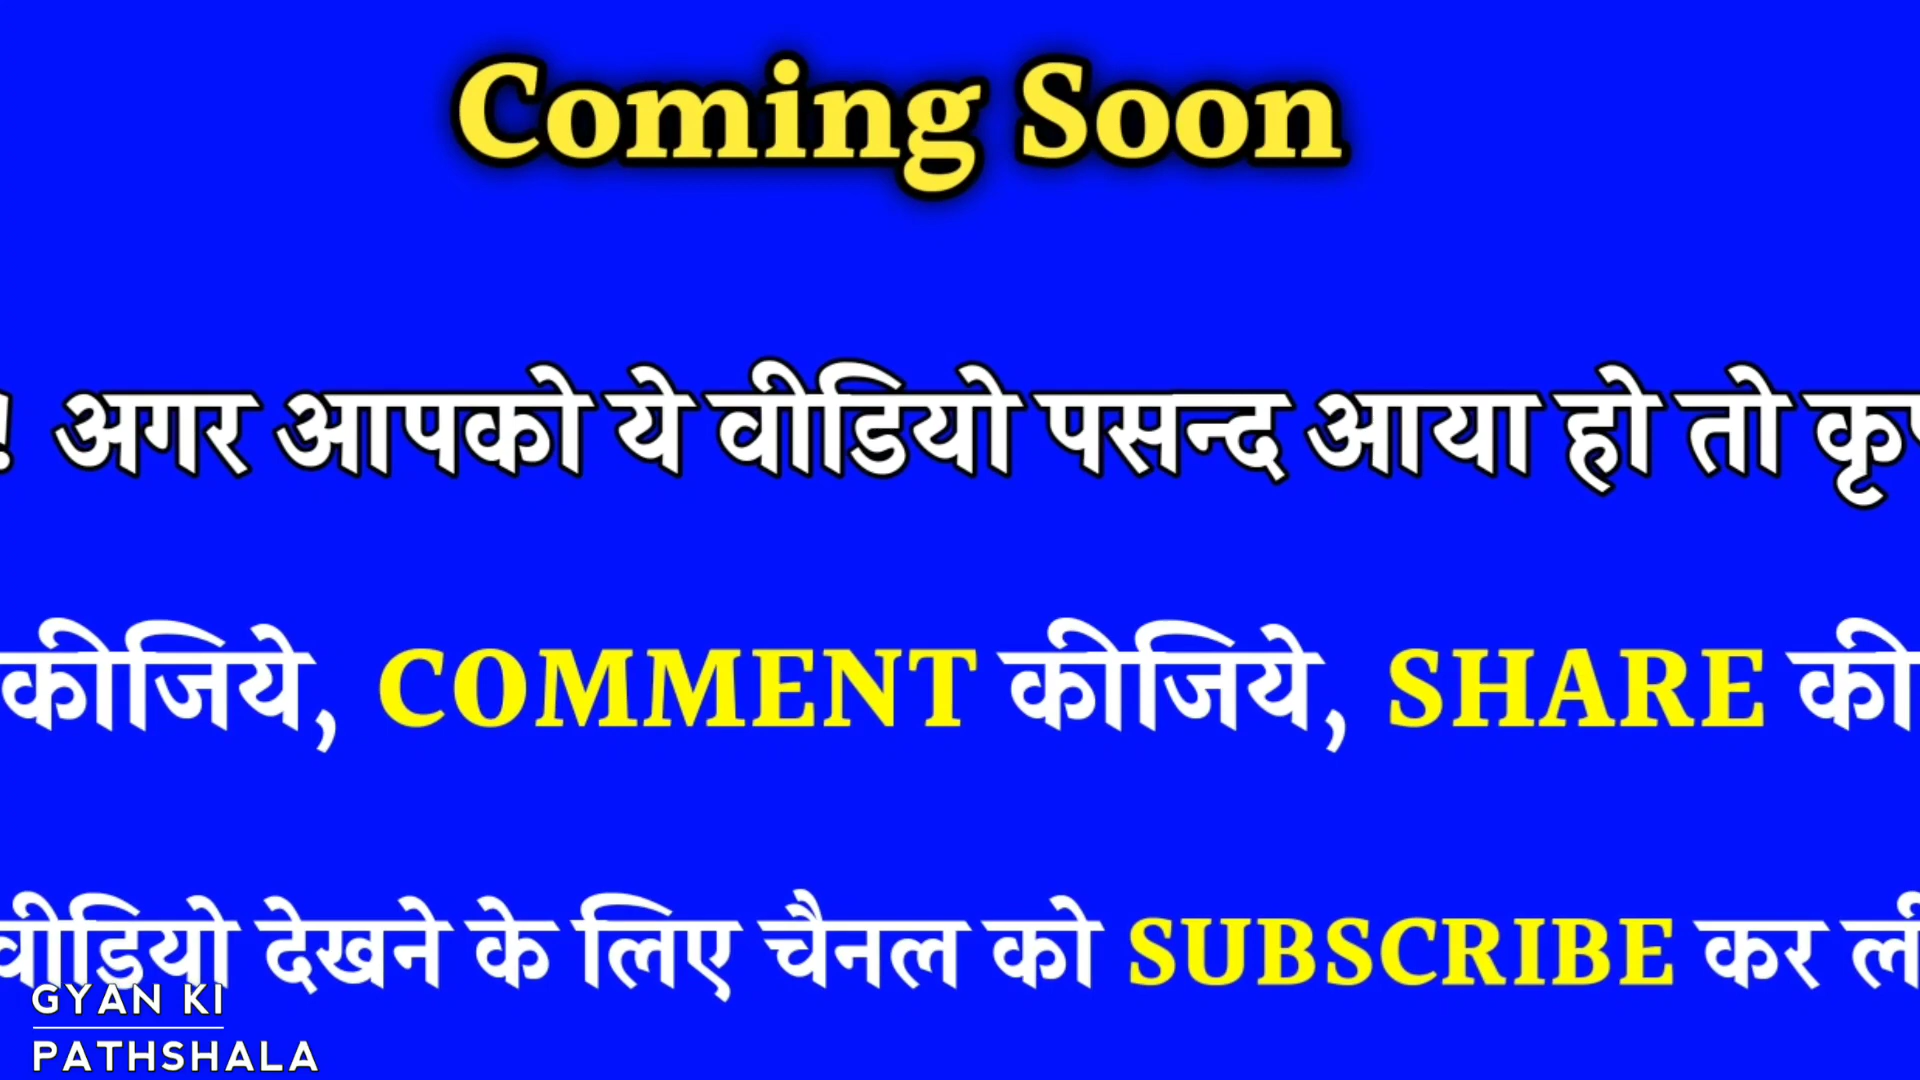 Coming Soon
! अगर आपको ये वीडियो पसन्द आया हो तो
कीजिये, COMMENT कीजिये, SHARE
वीडियो देखने के लिए चैनल को SUBSCRIBE कर
GYAN KI
PATHSHALA